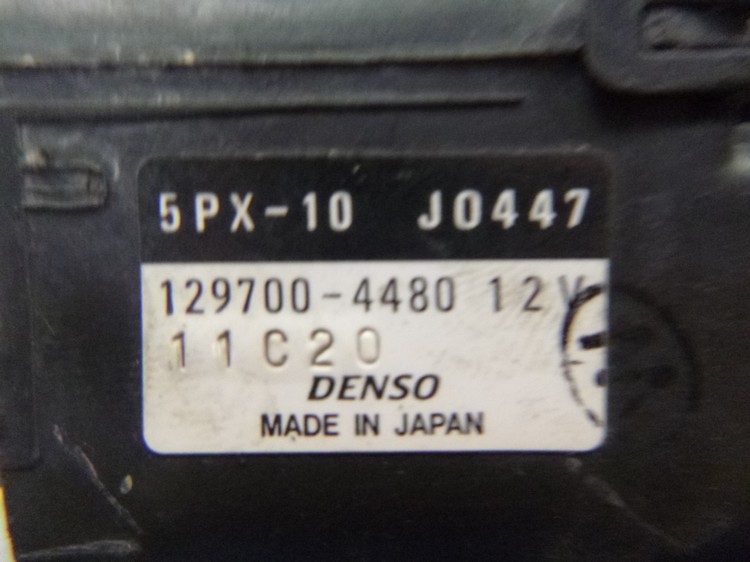 5PX-10 J0447
129700-4480 12V
11C20
DENSO
MADE IN JAPAN